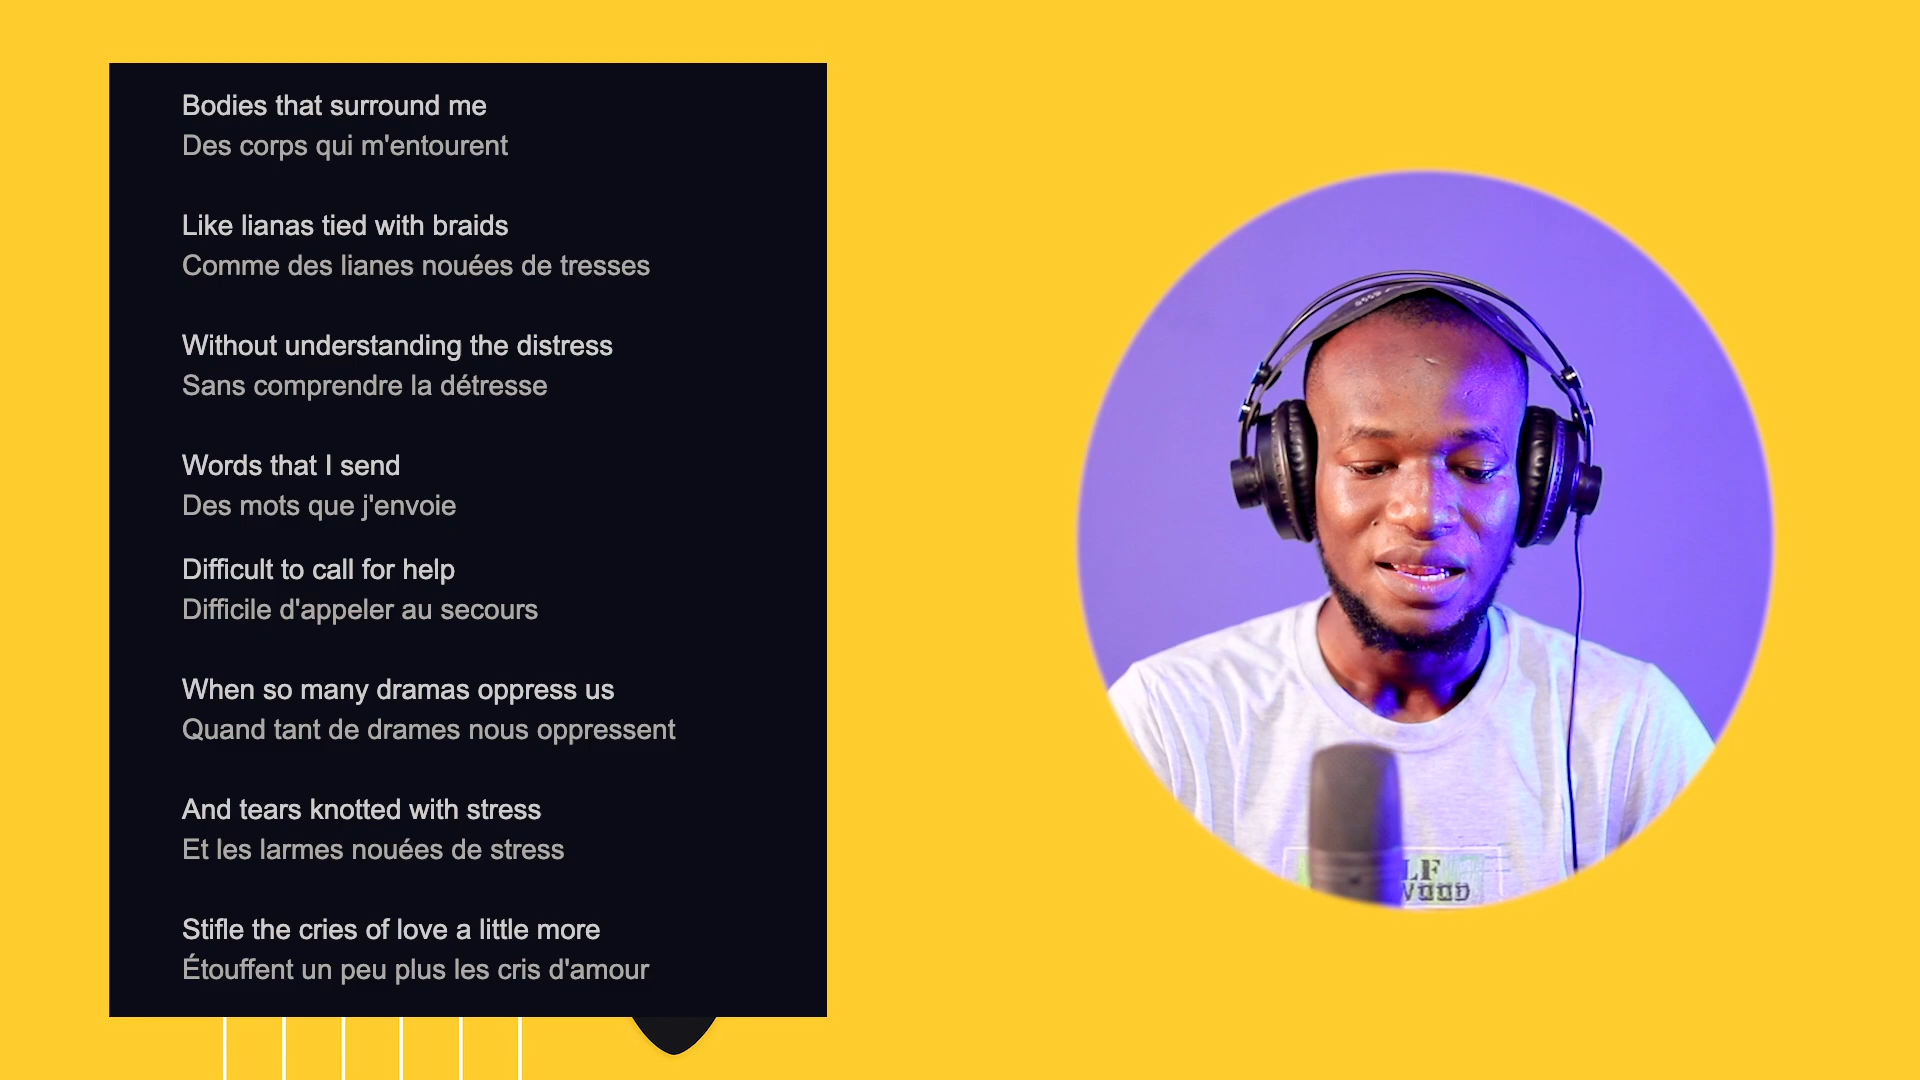 Bodies that surround me
Des corps qui m'entourent
Like lianas tied with braids
Comme des lianes nouées de tresses
Without understanding the distress
Sans comprendre la détresse
Words that I send
Des mots que j'envoie
Difficult to call for help
Difficile d'appeler au secours
When so many dramas oppress us
Quand tant de drames nous oppressent
And tears knotted with stress
Et les larmes nouées de stress
Stifle the cries of love a little more
Étouffent un peu plus les cris d'amour